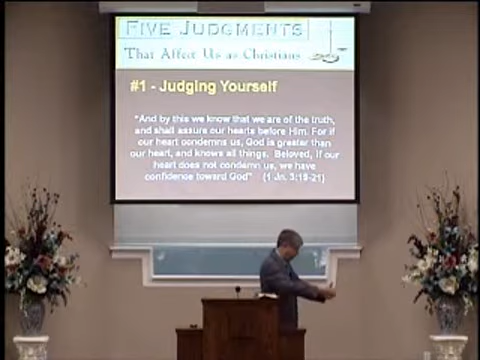 FIVE JUDGMENTS
That Affect Us as Christians
#1 - Judging Yourself
"And by this we know that we are of the truth,
and shall assure our hearts before Him. For if
our heart condemns us, God is greater than
our heart, and knows all things. Beloved, if our
heart does not condemn us, we have
confidence toward God" (1 Jn. 3:19-21)